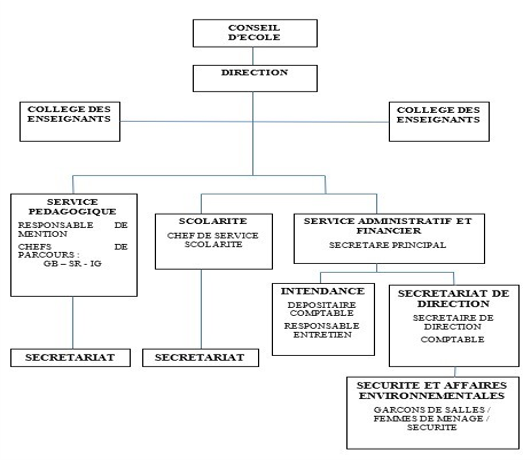 CONSEIL
D'ECOLE
DIRECTION
COLLEGE DES
ENSEIGNANTS
COLLEGE DES
ENSEIGNANTS
SERVICE
PEDAGOGIQUE
RESPONSABLE DE
MENTION
CHEFS DE
PARCOURS :
GB – SR - IG
SCOLARITE
CHEF DE SERVICE
SCOLARITE
SERVICE ADMINISTRATIF ET
FINANCIER
SECRETARE PRINCIPAL
INTENDANCE
DEPOSITAIRE
COMPTABLE
RESPONSABLE
ENTRETIEN
SECRETARIAT DE
DIRECTION
SECRETAIRE DE
DIRECTION
COMPTABLE
SECRETARIAT
SECRETARIAT
SECURITE ET AFFAIRES
ENVIRONNEMENTALES
GARCONS DE SALLES /
FEMMES DE MENAGE /
SECURITE